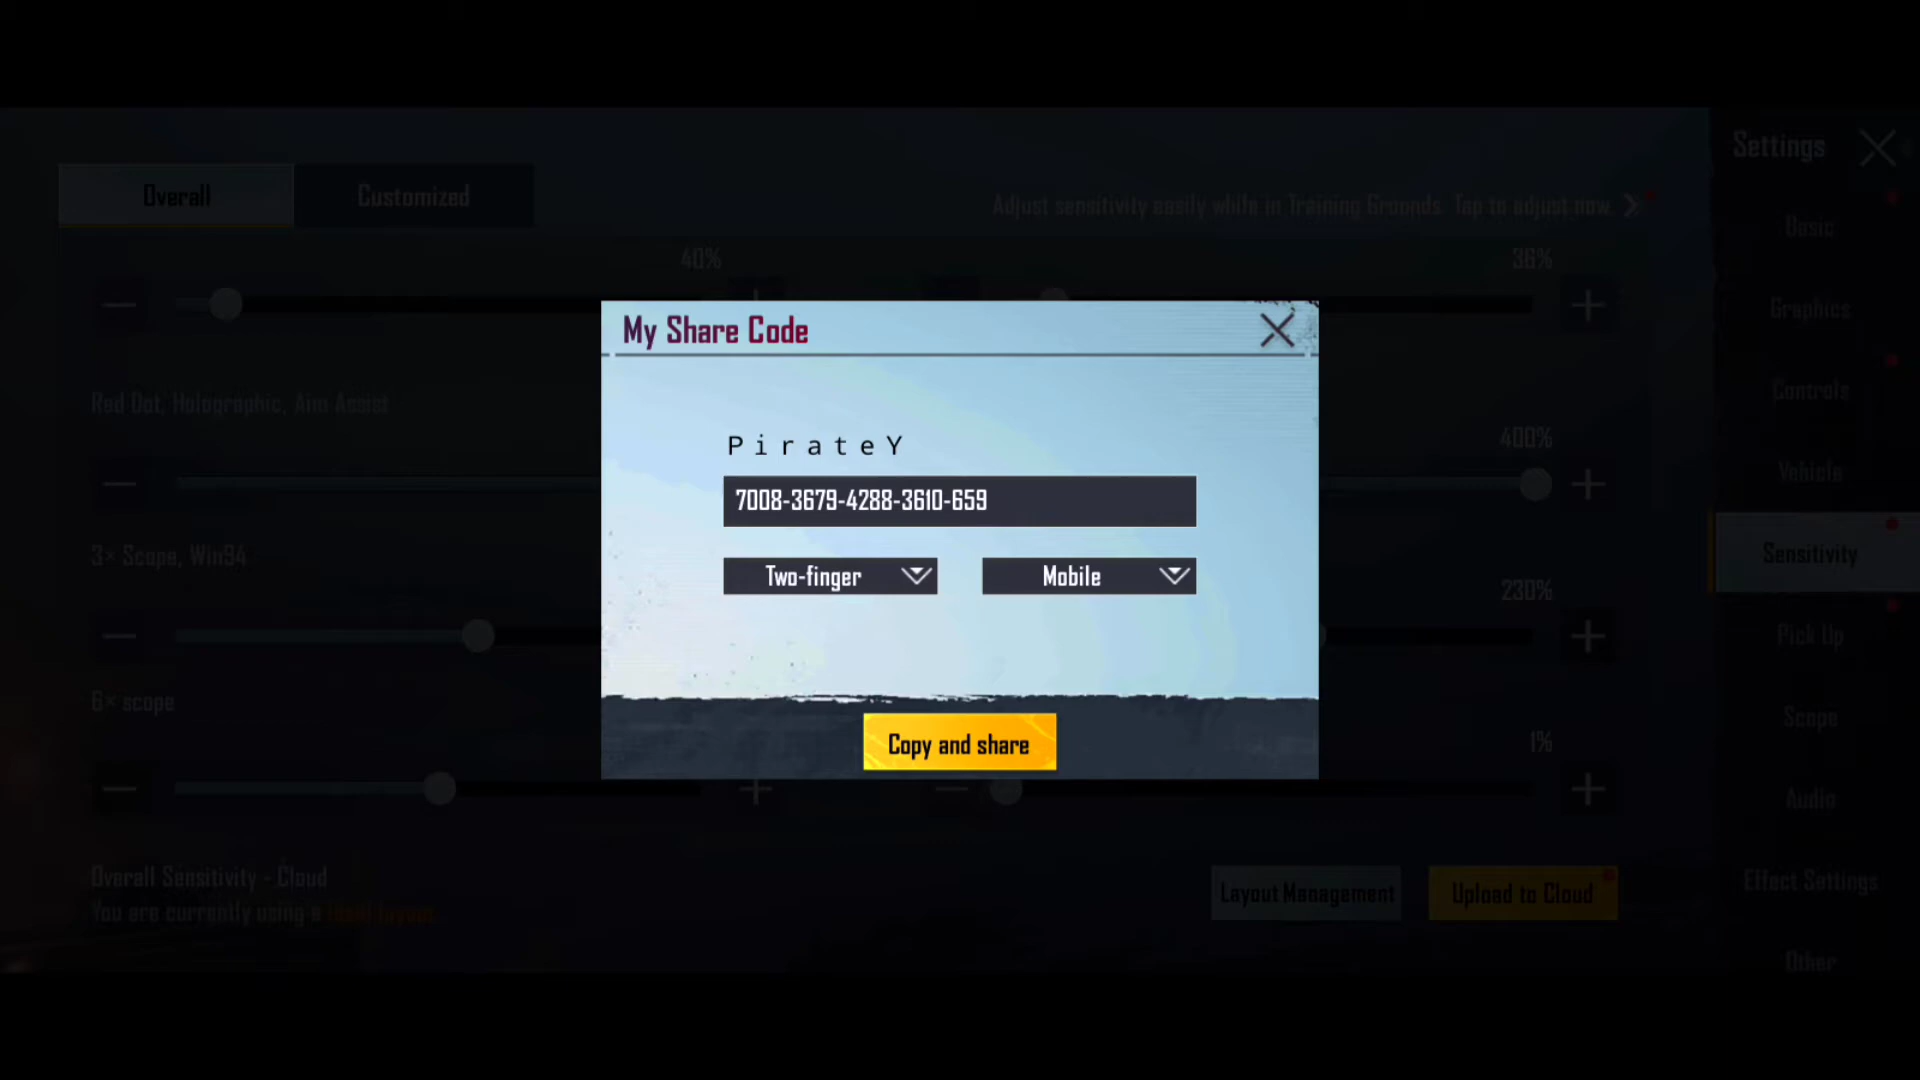 Settings
Overall
Customized
Adjust sensitivity easily while in Training Grounds. Tap to adjust now.
Basic
40%
36%
Graphics
My Share Code
Controls
Red Dot, Holographic, Aim Assist
400%
P i r a t e Y
Vehicle
7008-3679-4288-3610-659
3× Scope, Win94
Sensitivity
Two-finger
Mobile
230%
Pick Up
6× scope
Scope
Copy and share
1%
Audio
Overall Sensitivity - Cloud
Effect Settings
Layout Management
Upload to Cloud
You are currently using a local layout
Other